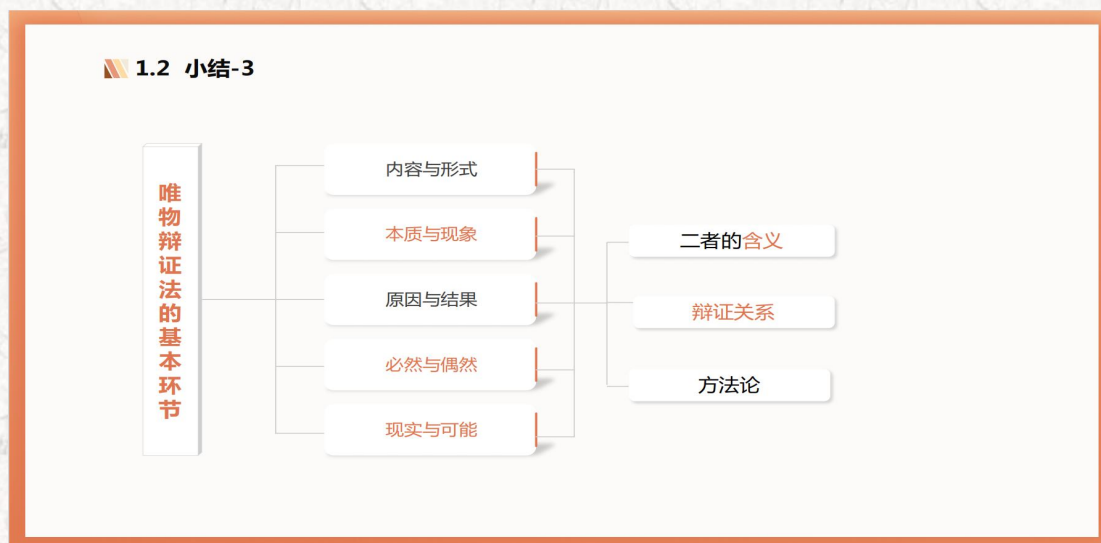 1.2 小结-3
唯物辩证法的基本环节
内容与形式
本质与现象
原因与结果
必然与偶然
现实与可能
二者的含义
辩证关系
方法论